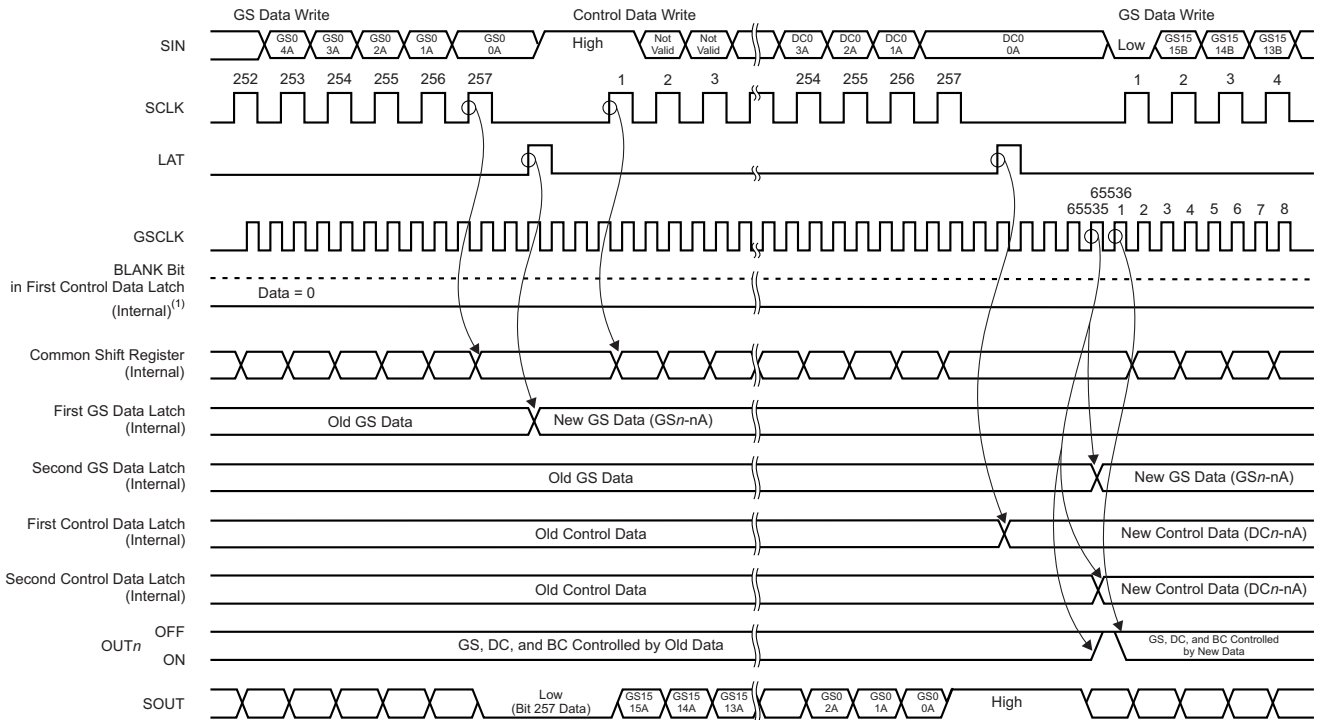 GS Data Write Control Data Write GS Data Write
SIN GS0 4A GS0 3A GS0 2A GS0 1A GS0 0A High Not Valid Not Valid DC0 3A DC0 2A DC0 1A DC0 0A Low GS15 15B GS15 14B GS15 13B
252 253 254 255 256 257 1 2 3 254 255 256 257 1 2 3 4
SCLK
LAT
65536
65535 1 2 3 4 5 6 7 8
GSCLK
BLANK Bit
in First Control Data Latch
(Internal)(1)
Data = 0
Common Shift Register
(Internal)
First GS Data Latch
(Internal)
Old GS Data New GS Data (GSn-nA)
Second GS Data Latch
(Internal)
Old GS Data New GS Data (GSn-nA)
First Control Data Latch
(Internal)
Old Control Data New Control Data (DCn-nA)
Second Control Data Latch
(Internal)
Old Control Data New Control Data (DCn-nA)
OFF
OUTn
ON
GS, DC, and BC Controlled by Old Data
GS, DC, and BC Controlled
by New Data
SOUT Low
(Bit 257 Data)
GS15 15A GS15 14A GS15 13A GS0 2A GS0 1A GS0 0A High